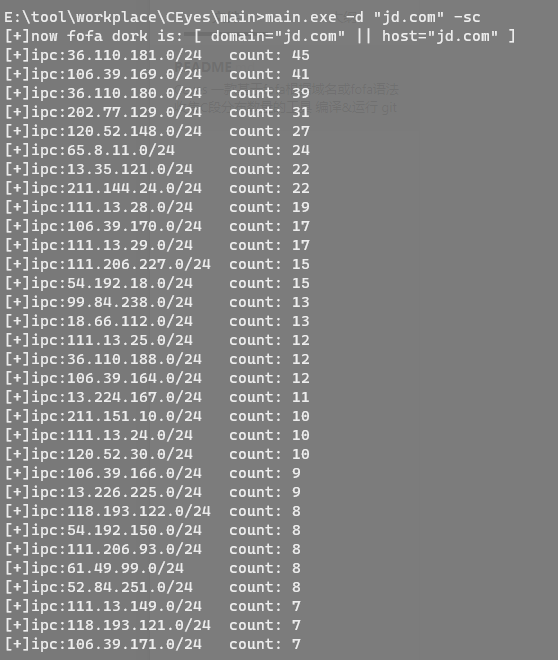 E:\tool\workplace\CEyes\main>main.exe -d "jd.com" -sc
[+]now fofa dork is: [ domain="jd.com" || host="jd.com" ]
[+]ipc:36.110.181.0/24 count: 45
[+]ipc:106.39.169.0/24 count: 41
[+]ipc:36.110.180.0/24 count: 39
[+]ipc:202.77.129.0/24 count: 31
[+]ipc:120.52.148.0/24 count: 27
[+]ipc:65.8.11.0/24 count: 24
[+]ipc:13.35.121.0/24 count: 22
[+]ipc:211.144.24.0/24 count: 22
[+]ipc:111.13.28.0/24 count: 19
[+]ipc:106.39.170.0/24 count: 17
[+]ipc:111.13.29.0/24 count: 17
[+]ipc:111.206.227.0/24 count: 15
[+]ipc:54.192.18.0/24 count: 15
[+]ipc:99.84.238.0/24 count: 13
[+]ipc:18.66.112.0/24 count: 13
[+]ipc:111.13.25.0/24 count: 12
[+]ipc:36.110.188.0/24 count: 12
[+]ipc:106.39.164.0/24 count: 12
[+]ipc:13.224.167.0/24 count: 11
[+]ipc:211.151.10.0/24 count: 10
[+]ipc:111.13.24.0/24 count: 10
[+]ipc:120.52.30.0/24 count: 10
[+]ipc:106.39.166.0/24 count: 9
[+]ipc:13.226.225.0/24 count: 9
[+]ipc:118.193.122.0/24 count: 8
[+]ipc:54.192.150.0/24 count: 8
[+]ipc:111.206.93.0/24 count: 8
[+]ipc:61.49.99.0/24 count: 8
[+]ipc:52.84.251.0/24 count: 8
[+]ipc:111.13.149.0/24 count: 7
[+]ipc:118.193.121.0/24 count: 7
[+]ipc:106.39.171.0/24 count: 7